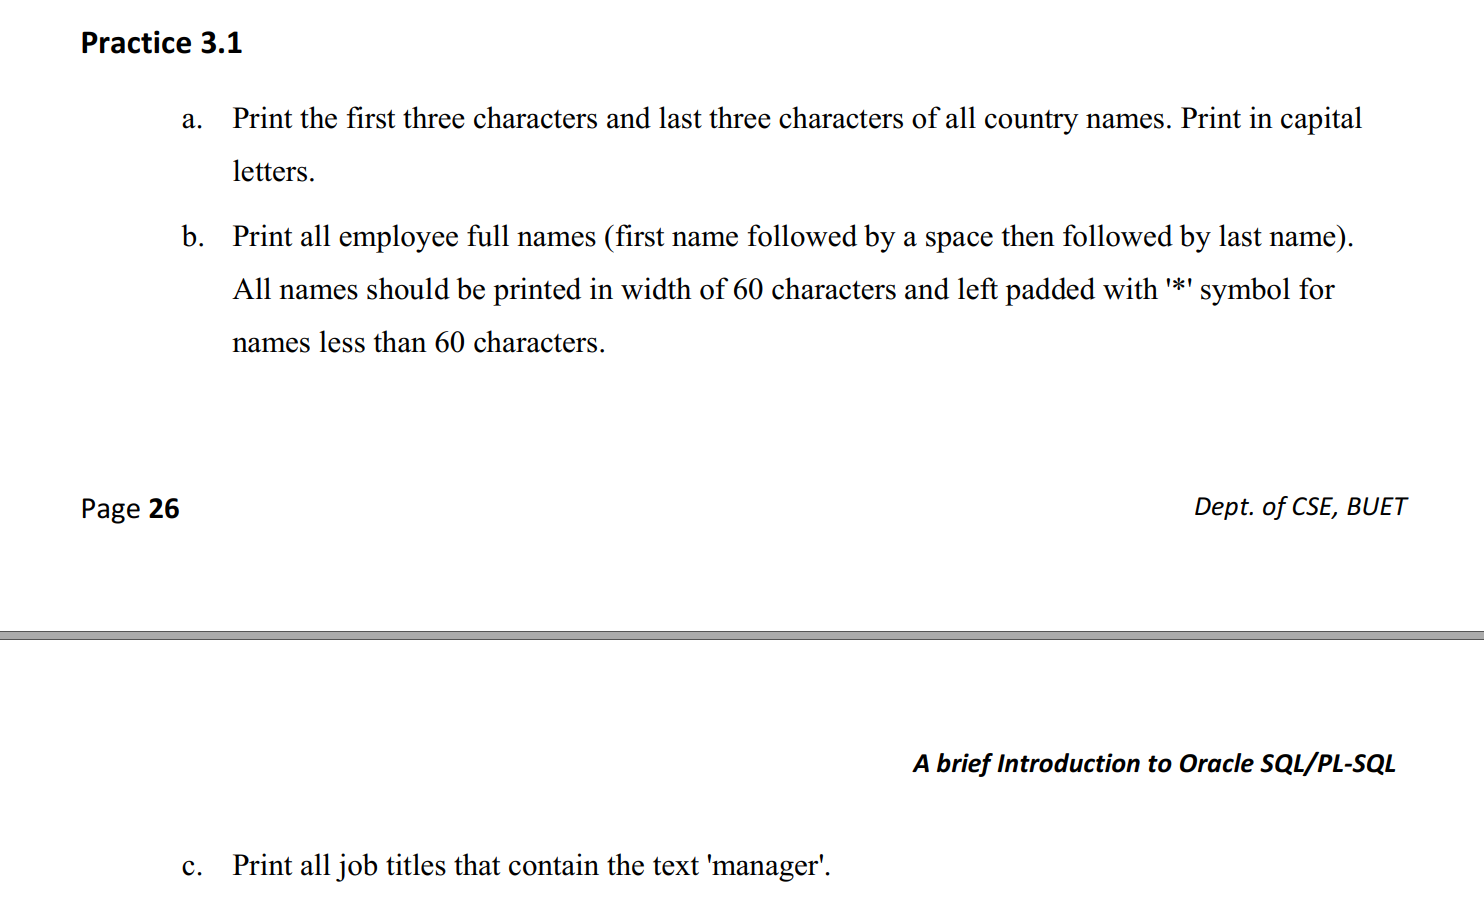 Practice 3.1
a. Print the first three characters and last three characters of all country names. Print in capital
letters.
b. Print all employee full names (first name followed by a space then followed by last name).
All names should be printed in width of 60 characters and left padded with '*' symbol for
names less than 60 characters.
Page 26
Dept. of CSE, BUET
A brief Introduction to Oracle SQL/PL-SQL
c. Print all job titles that contain the text 'manager'.